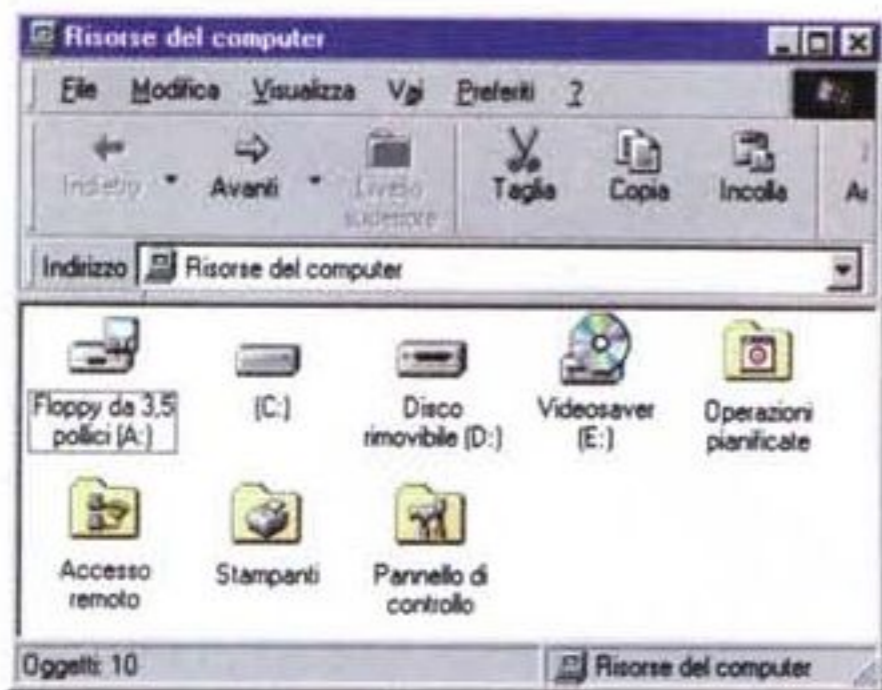 Risorse del computer
File Modifica Visualizza Vai Preferiti ?
Indietro Avanti Livello superiore Taglia Copia Incolla
Indirizzo Risorse del computer
Floppy da 3,5 pollici (A:)
(C:)
Disco rimovibile (D:)
Videosaver (E:)
Operazioni pianificate
Accesso remoto
Stampanti
Pannello di controllo
Oggetti: 10 Risorse del computer